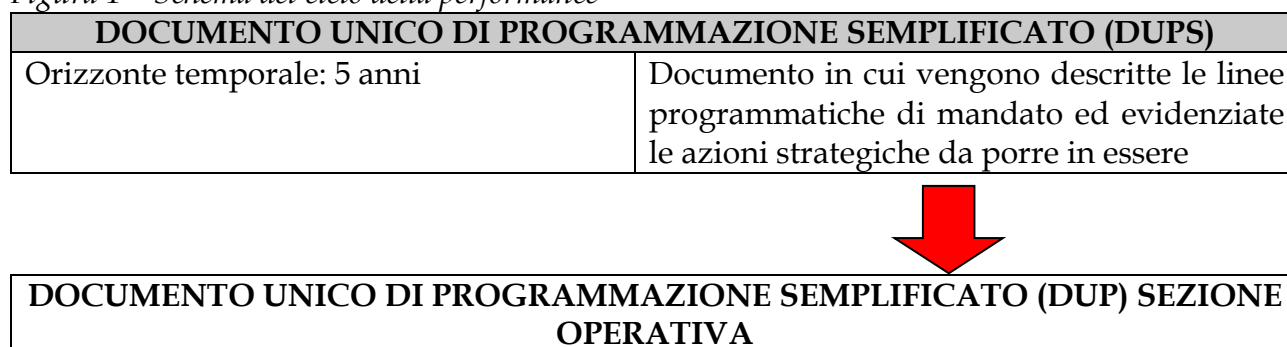 Figura 1 – Schema del ciclo della performance
DOCUMENTO UNICO DI PROGRAMMAZIONE SEMPLIFICATO (DUPS)
Orizzonte temporale: 5 anni
Documento in cui vengono descritte le linee
programmatiche di mandato ed evidenziate
le azioni strategiche da porre in essere
DOCUMENTO UNICO DI PROGRAMMAZIONE SEMPLIFICATO (DUP) SEZIONE
OPERATIVA